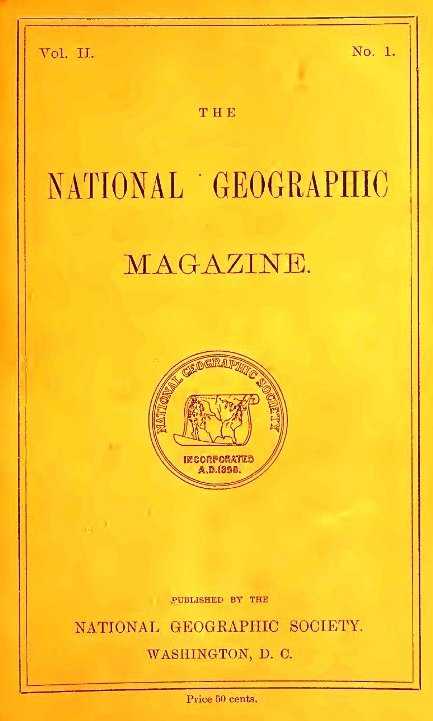 Vol. II. No. 1.
THE
NATIONAL GEOGRAPHIC
MAGAZINE.
NATIONAL GEOGRAPHIC SOCIETY
INCORPORATED
A.D.1888.
PUBLISHED BY THE
NATIONAL GEOGRAPHIC SOCIETY.
WASHINGTON, D. C.
Price 50 cents.